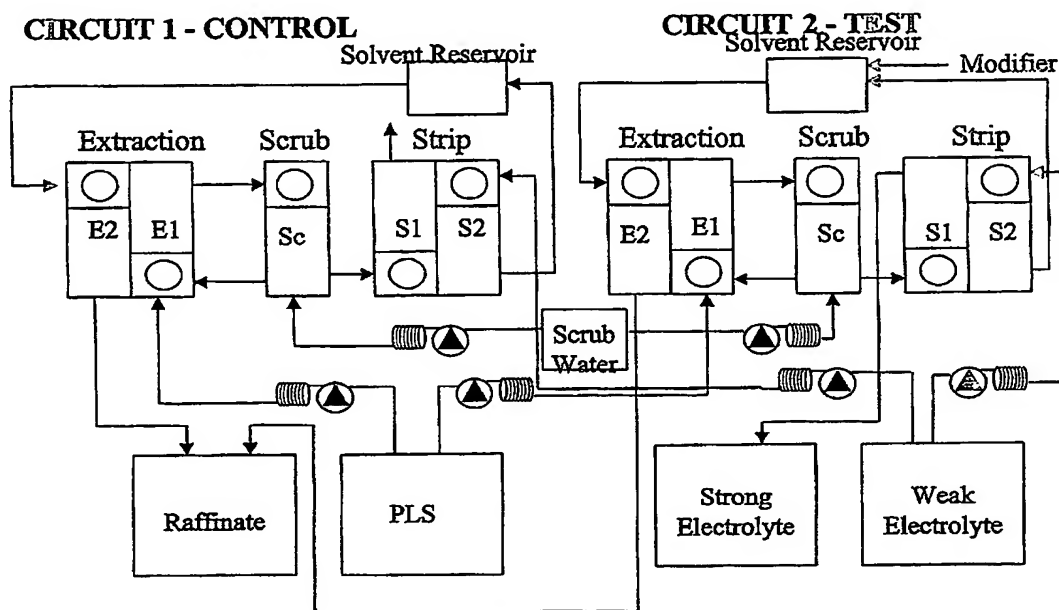 CIRCUIT 1 - CONTROL
CIRCUIT 2 - TEST
Solvent Reservoir
Solvent Reservoir
Modifier
Extraction
Scrub
Strip
Extraction
Scrub
Strip
E2
E1
Sc
S1
S2
E2
E1
Sc
S1
S2
Scrub
Water
Raffinate
PLS
Strong
Electrolyte
Weak
Electrolyte